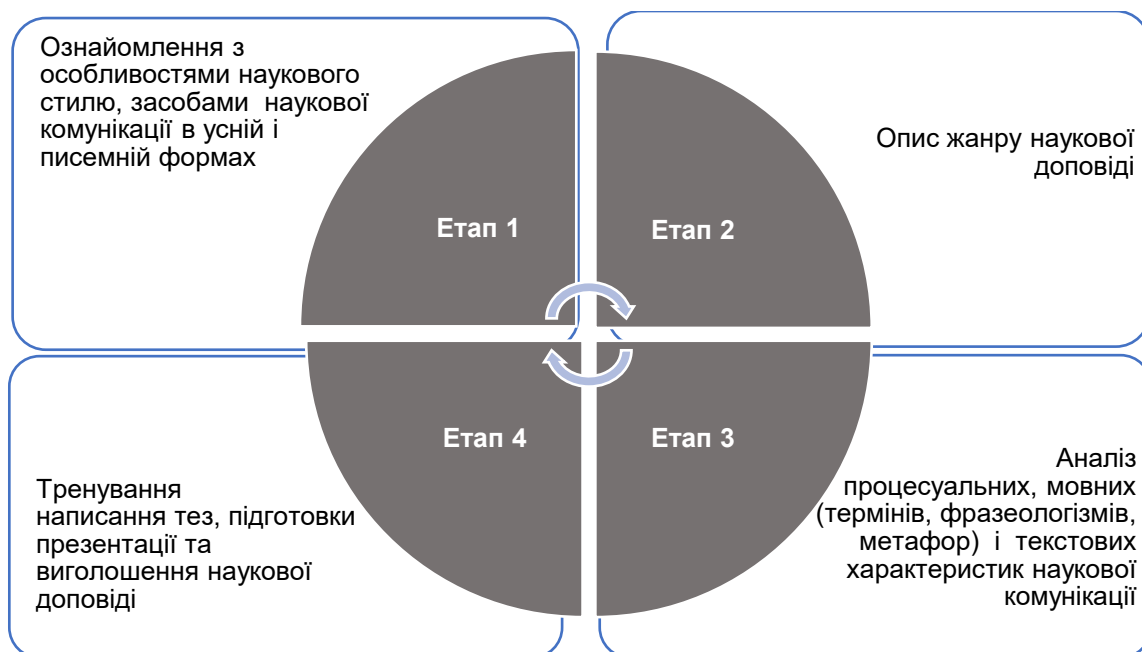 Ознайомлення з
особливостями наукового
стилю, засобами наукової
комунікації в усній і
писемній формах
Опис жанру наукової
доповіді
Етап 1
Етап 2
Етап 4
Етап 3
Тренування
написання тез, підготовки
презентації та
виголошення наукової
доповіді
Аналіз
процесуальних, мовних
(термінів, фразеологізмів,
метафор) і текстових
характеристик наукової
комунікації